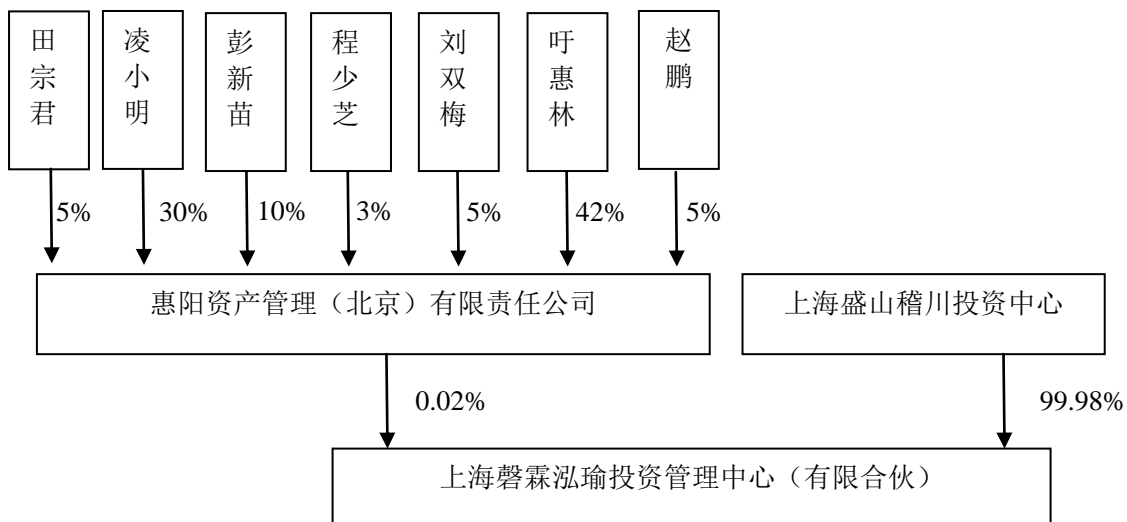 田宗君
凌小明
彭新苗
程少芝
刘双梅
吁惠林
赵鹏
5%
30%
10%
3%
5%
42%
5%
惠阳资产管理（北京）有限责任公司
上海盛山稽川投资中心
0.02%
99.98%
上海磬霖泓瑜投资管理中心（有限合伙）